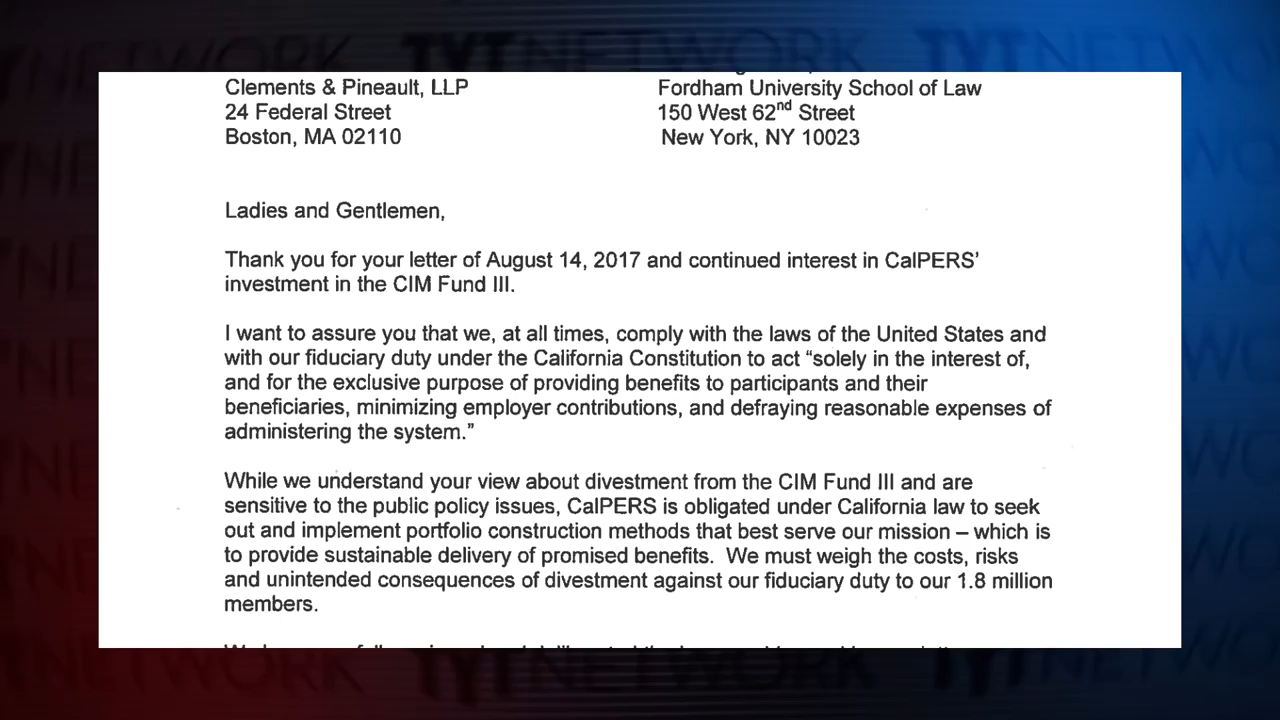 TYT NETWORK TYT NETWORK
Clements & Pineault, LLP
24 Federal Street
Boston, MA 02110
Fordham University School of Law
150 West 62nd Street
New York, NY 10023
Ladies and Gentlemen,
Thank you for your letter of August 14, 2017 and continued interest in CalPERS'
investment in the CIM Fund III.
I want to assure you that we, at all times, comply with the laws of the United States and
with our fiduciary duty under the California Constitution to act “solely in the interest of,
and for the exclusive purpose of providing benefits to participants and their
beneficiaries, minimizing employer contributions, and defraying reasonable expenses of
administering the system.”
While we understand your view about divestment from the CIM Fund III and are
sensitive to the public policy issues, CalPERS is obligated under California law to seek
out and implement portfolio construction methods that best serve our mission – which is
to provide sustainable delivery of promised benefits.  We must weigh the costs, risks
and unintended consequences of divestment against our fiduciary duty to our 1.8 million
members.
NETWORK TYT NETWORK TYT NETWORK